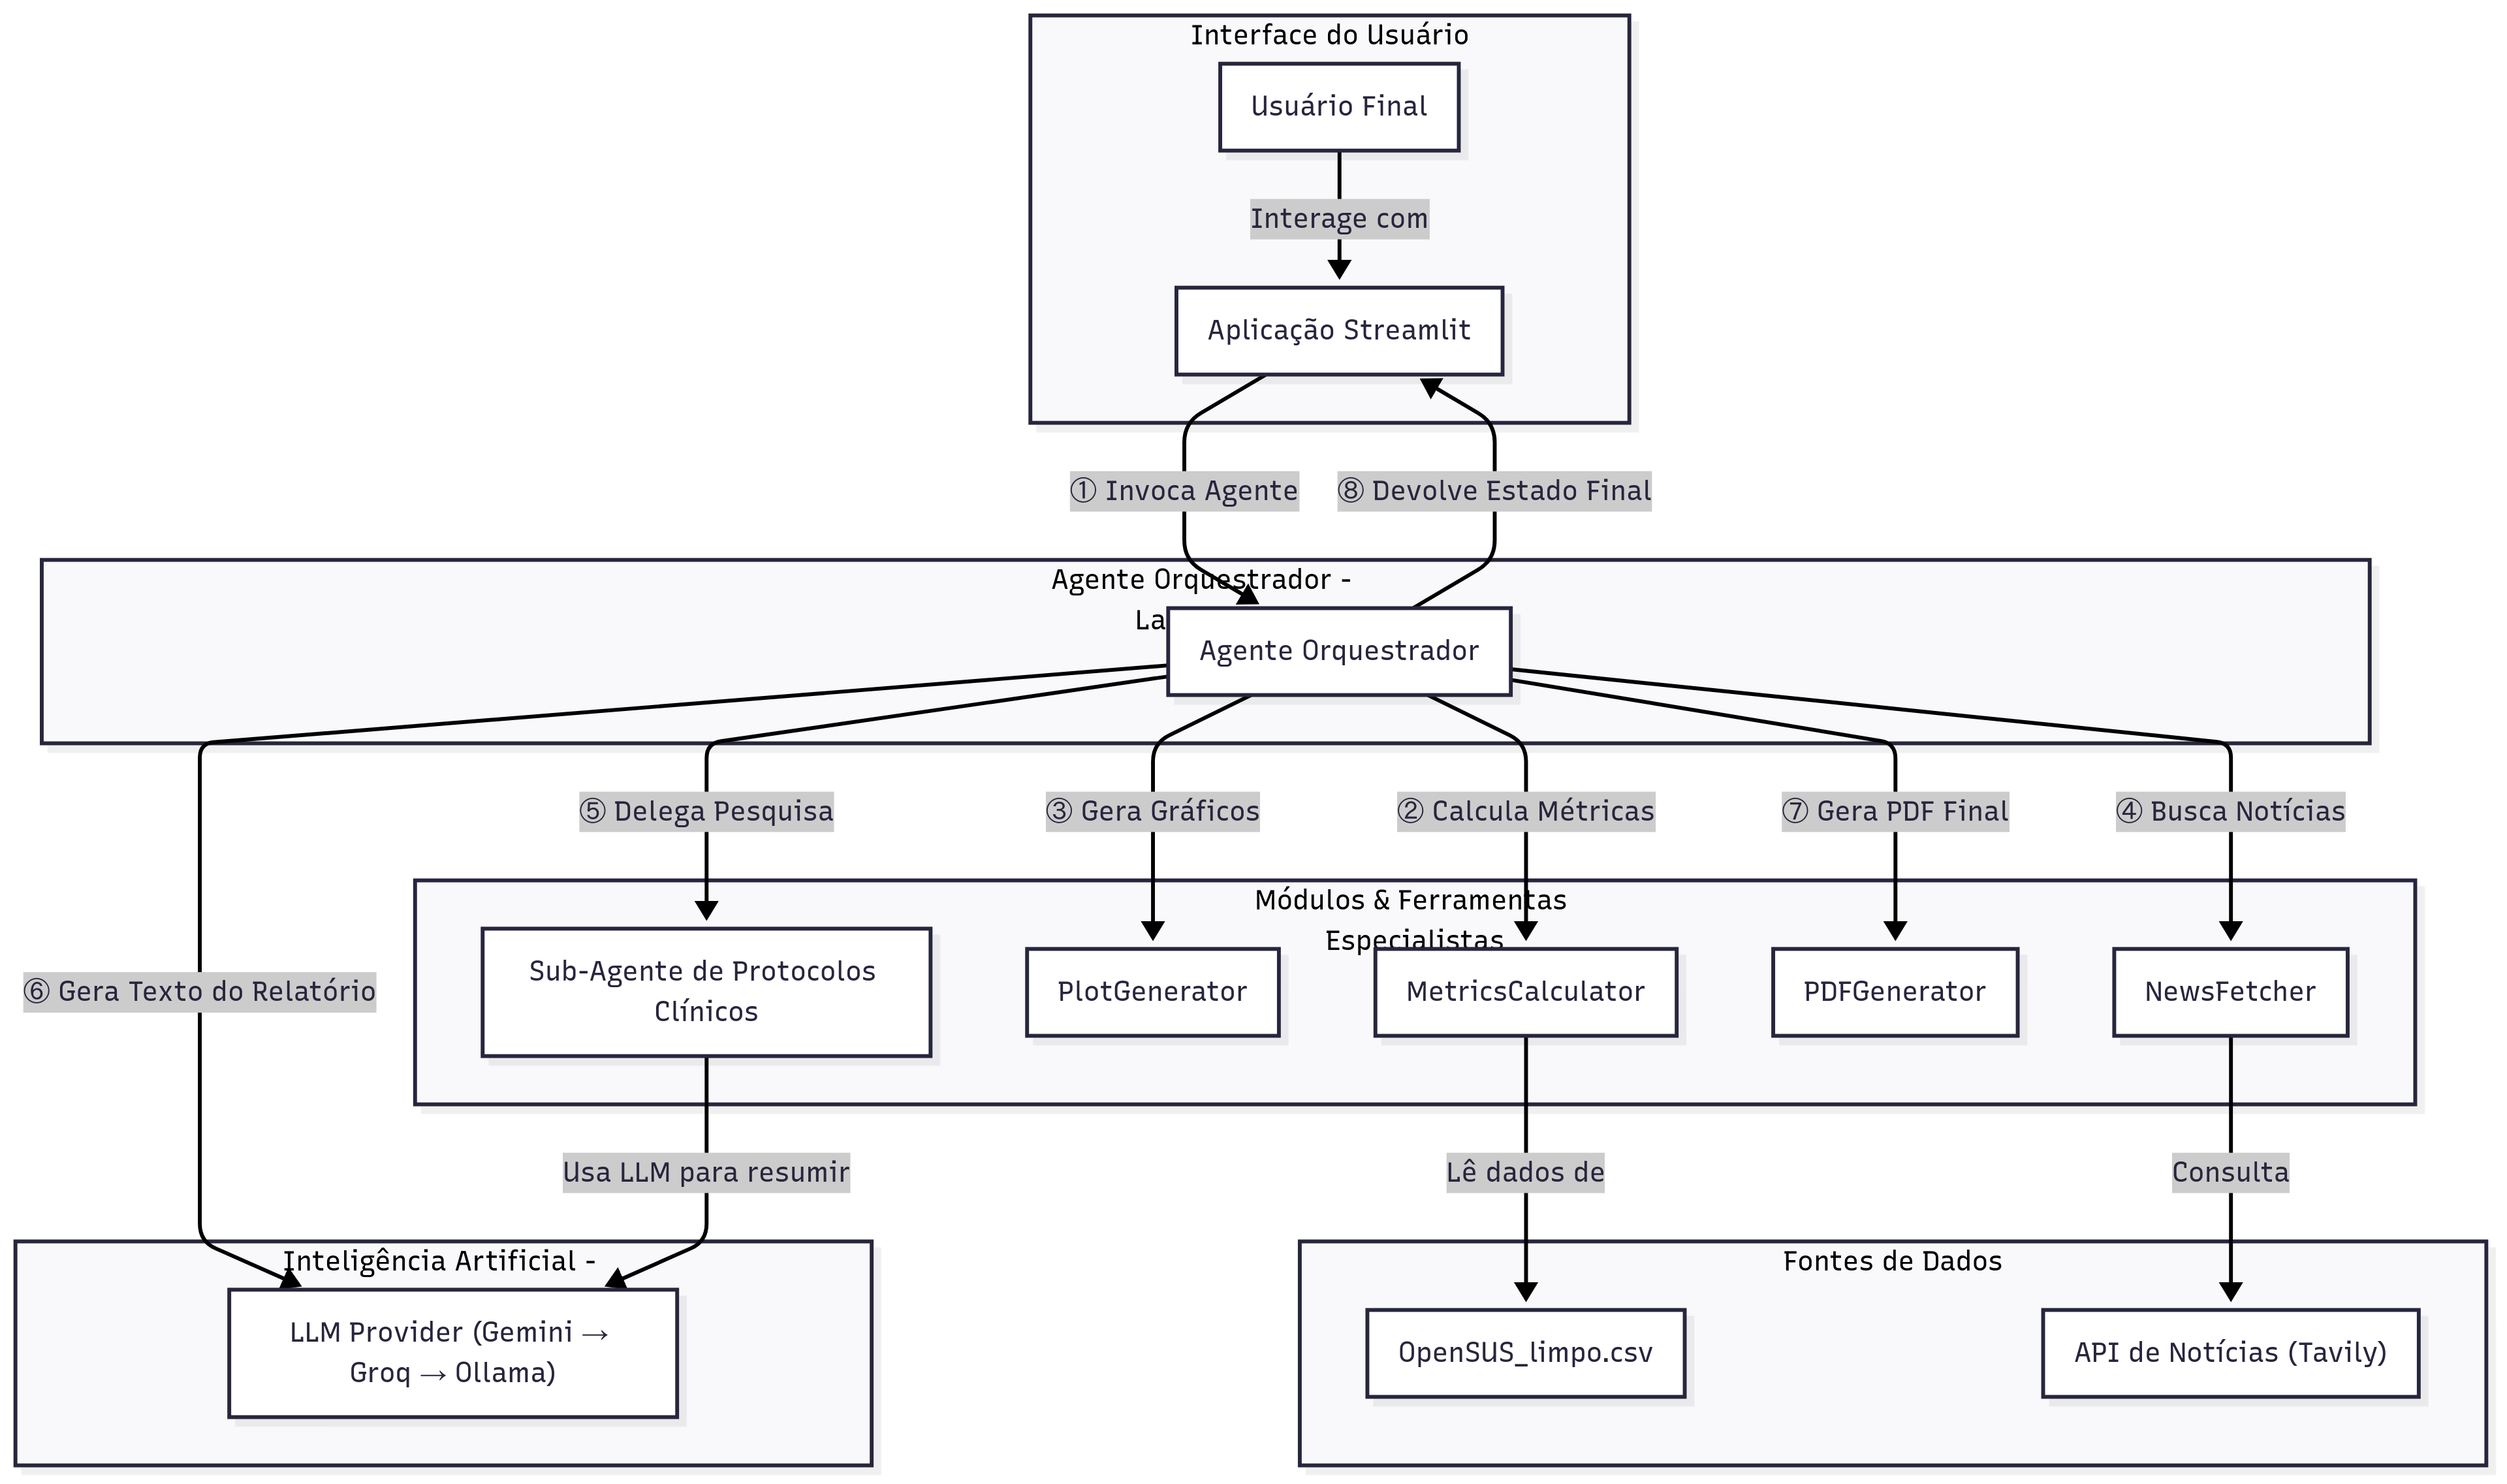 Interface do Usuário
Usuário Final
Interage com
Aplicação Streamlit
① Invoca Agente
⑧ Devolve Estado Final
Agente Orquestrador -
Agente Orquestrador
⑤ Delega Pesquisa
③ Gera Gráficos
② Calcula Métricas
⑦ Gera PDF Final
④ Busca Notícias
Módulos & Ferramentas
Especialistas
⑥ Gera Texto do Relatório
Sub-Agente de Protocolos
Clínicos
PlotGenerator
MetricsCalculator
PDFGenerator
NewsFetcher
Usa LLM para resumir
Lê dados de
Consulta
Inteligência Artificial -
LLM Provider (Gemini →
Groq → Ollama)
Fontes de Dados
OpenSUS_limpo.csv
API de Notícias (Tavily)